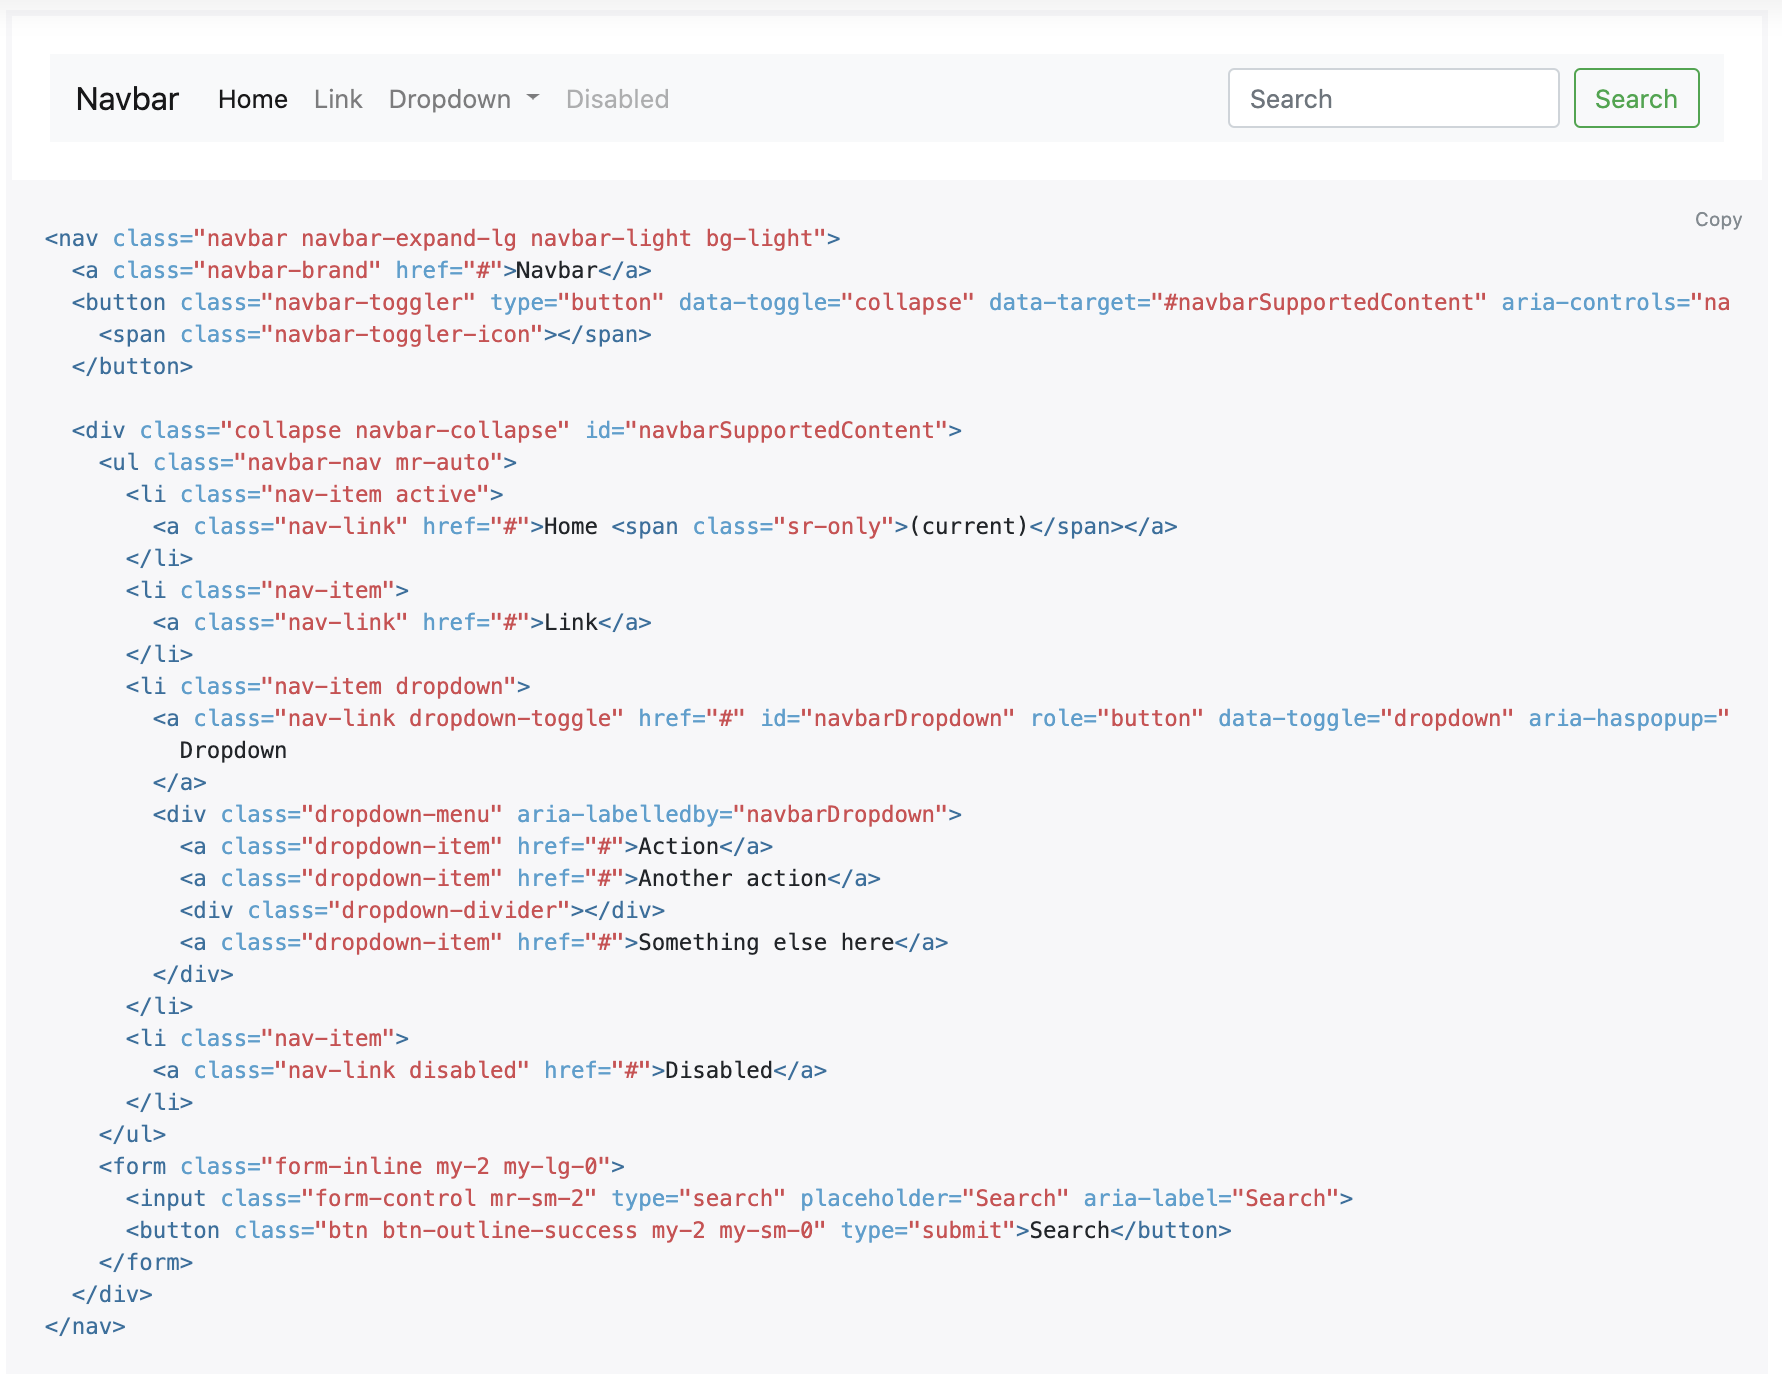 Navbar Home Link Dropdown Disabled Search Search
Copy
<nav class="navbar navbar-expand-lg navbar-light bg-light">
  <a class="navbar-brand" href="#">Navbar</a>
  <button class="navbar-toggler" type="button" data-toggle="collapse" data-target="#navbarSupportedContent" aria-controls="na
    <span class="navbar-toggler-icon"></span>
  </button>

  <div class="collapse navbar-collapse" id="navbarSupportedContent">
    <ul class="navbar-nav mr-auto">
      <li class="nav-item active">
        <a class="nav-link" href="#">Home <span class="sr-only">(current)</span></a>
      </li>
      <li class="nav-item">
        <a class="nav-link" href="#">Link</a>
      </li>
      <li class="nav-item dropdown">
        <a class="nav-link dropdown-toggle" href="#" id="navbarDropdown" role="button" data-toggle="dropdown" aria-haspopup="
          Dropdown
        </a>
        <div class="dropdown-menu" aria-labelledby="navbarDropdown">
          <a class="dropdown-item" href="#">Action</a>
          <a class="dropdown-item" href="#">Another action</a>
          <div class="dropdown-divider"></div>
          <a class="dropdown-item" href="#">Something else here</a>
        </div>
      </li>
      <li class="nav-item">
        <a class="nav-link disabled" href="#">Disabled</a>
      </li>
    </ul>
    <form class="form-inline my-2 my-lg-0">
      <input class="form-control mr-sm-2" type="search" placeholder="Search" aria-label="Search">
      <button class="btn btn-outline-success my-2 my-sm-0" type="submit">Search</button>
    </form>
  </div>
</nav>